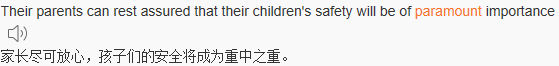 Their parents can rest assured that their children's safety will be of paramount importance
家长尽可放心，孩子们的安全将成为重中之重。